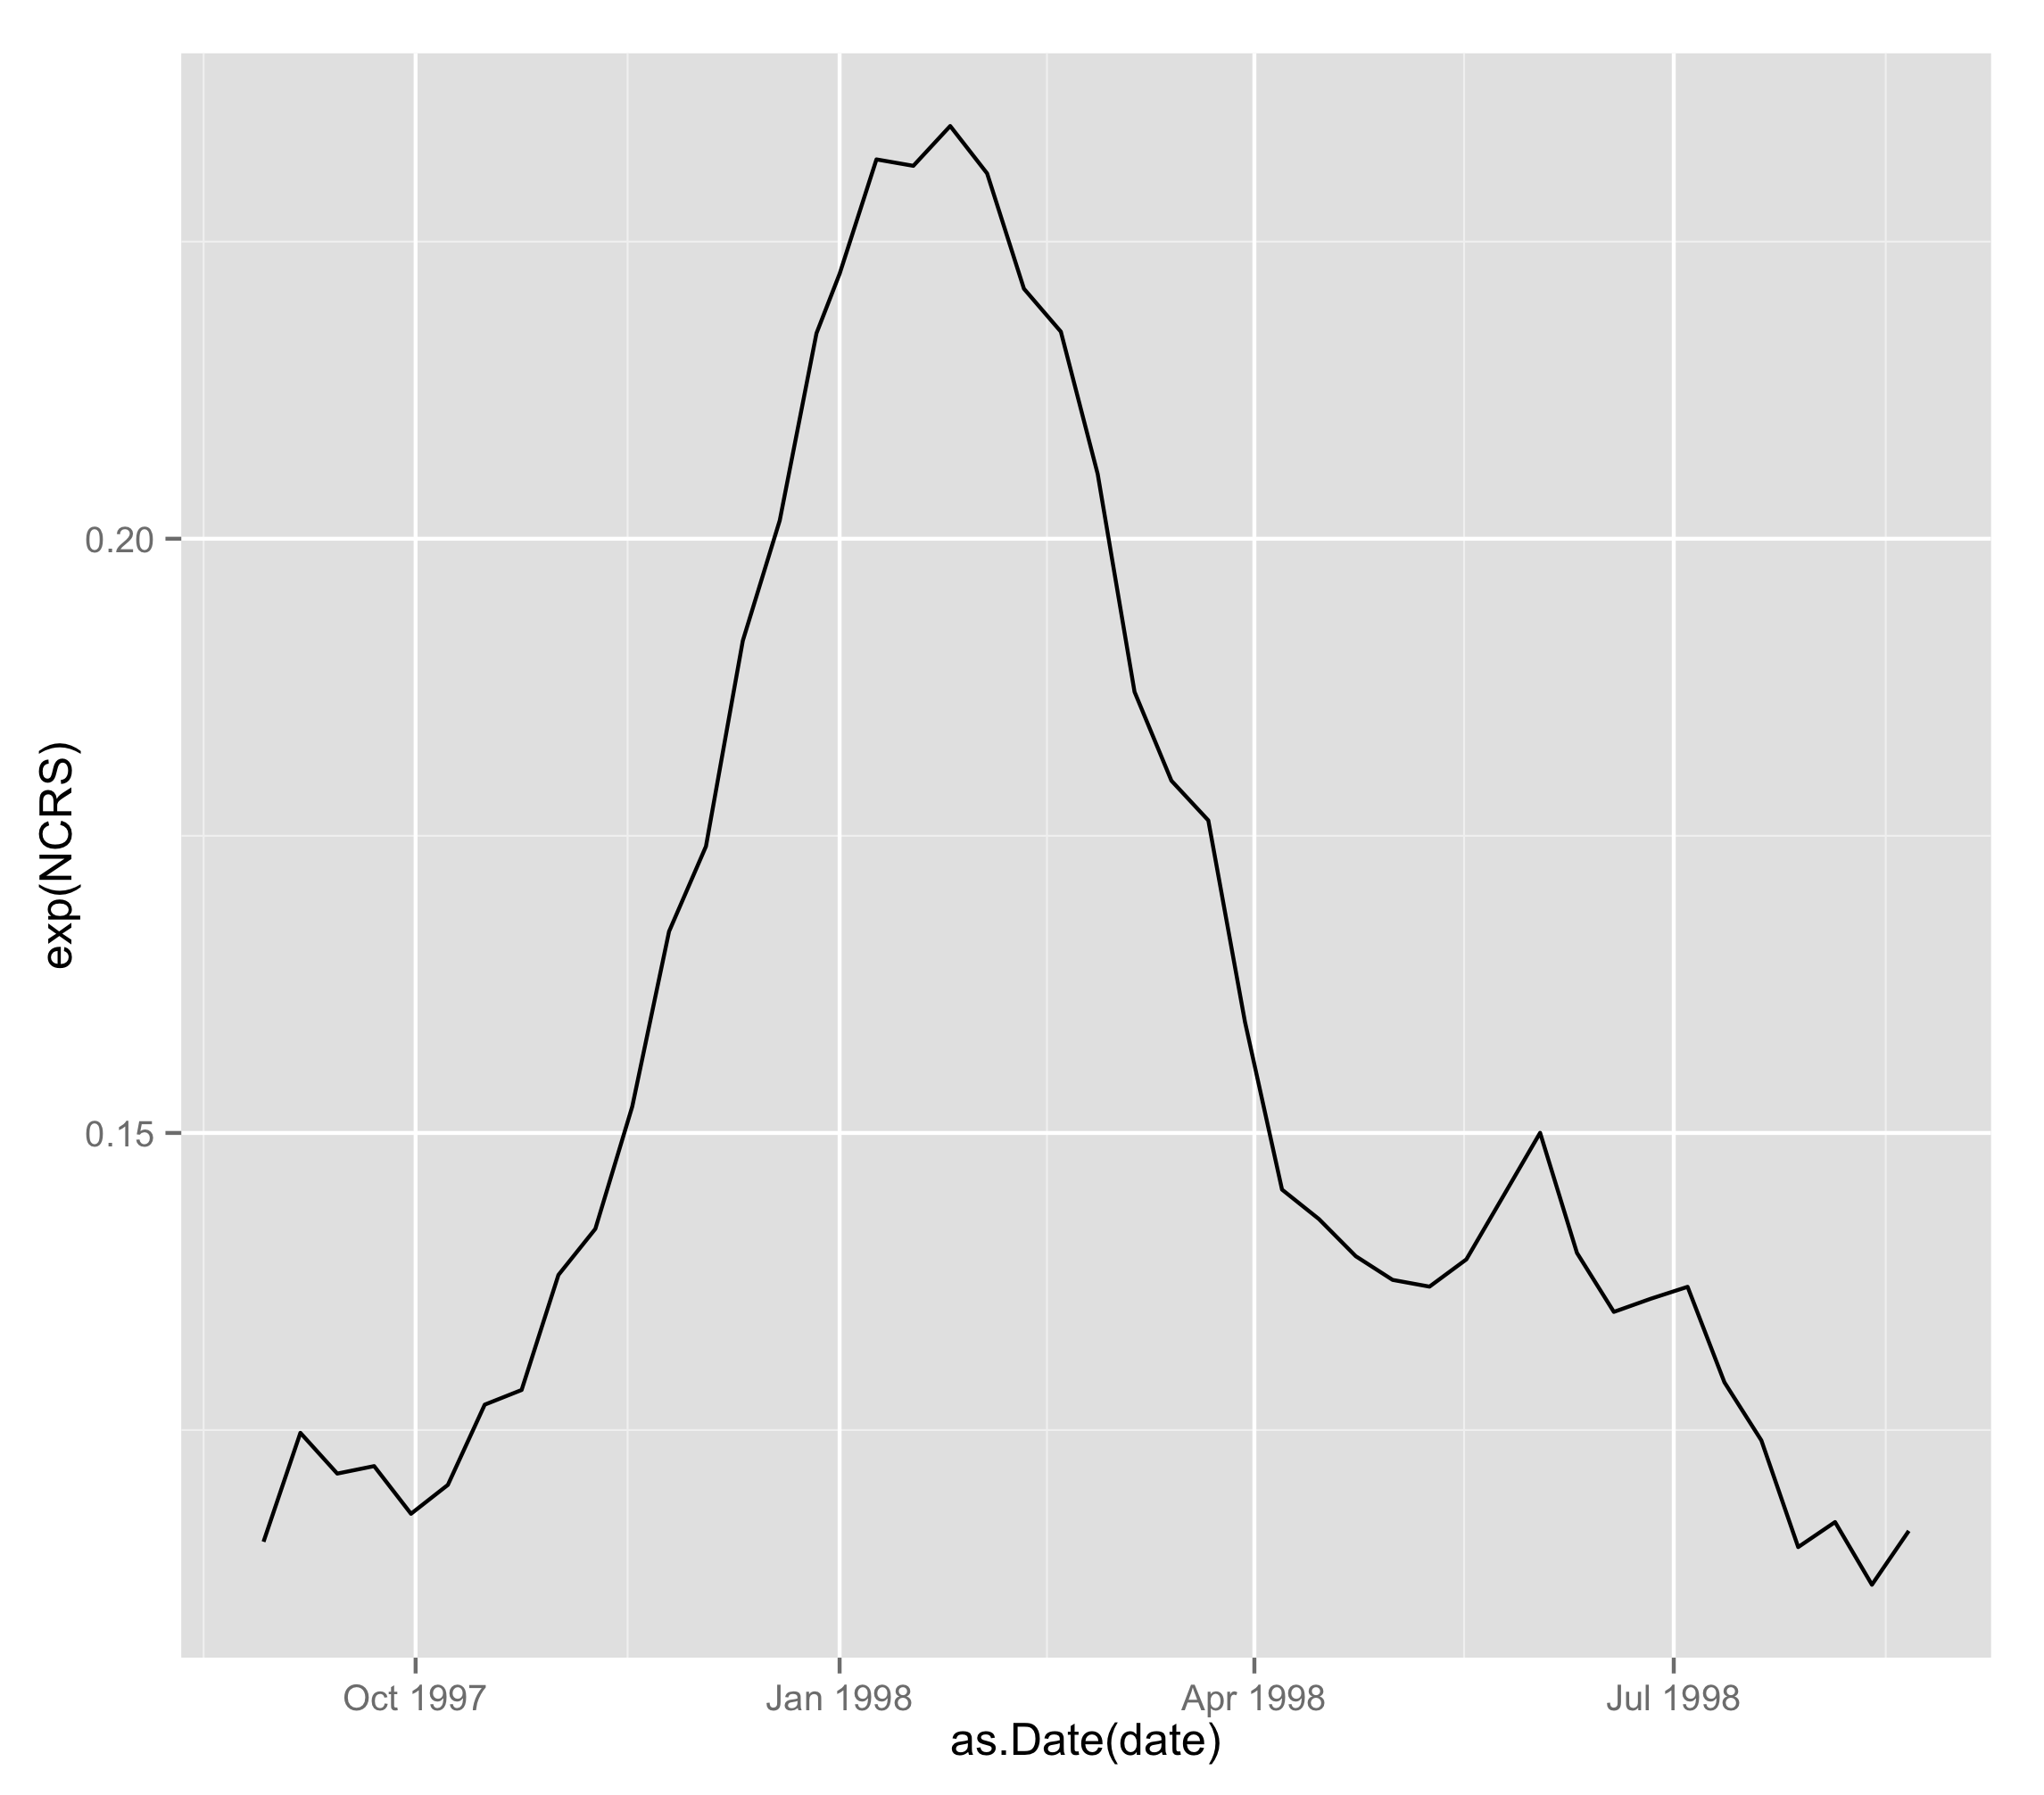 exp(NCRS)
0.20
0.15
Oct 1997
Jan 1998
Apr 1998
Jul 1998
as.Date(date)